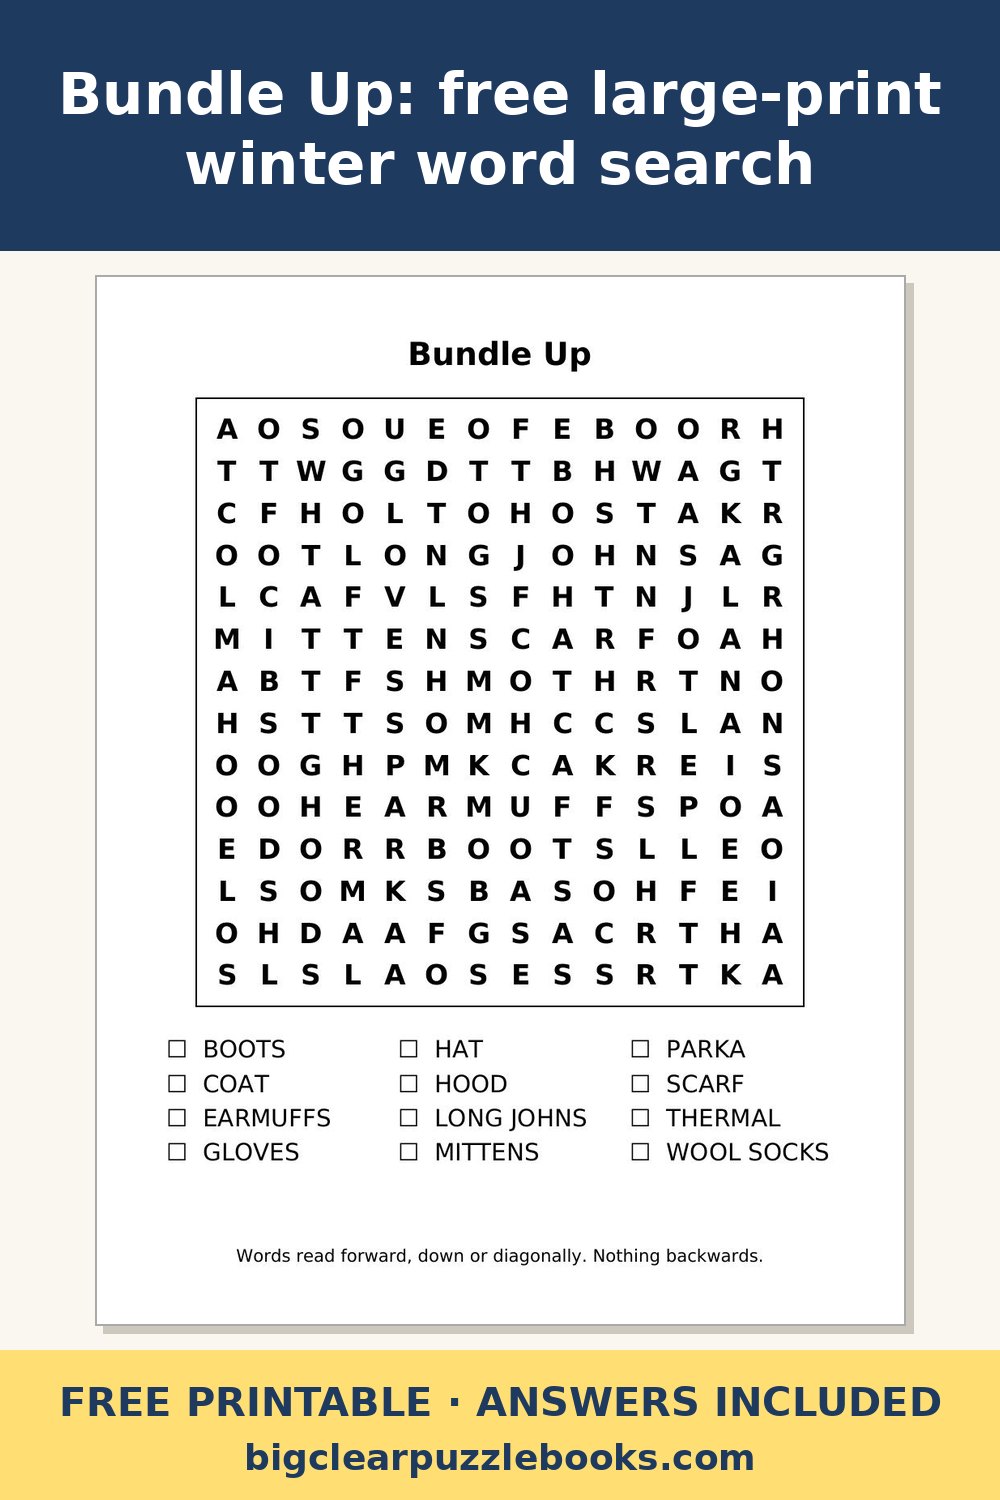 Bundle Up: free large-print
winter word search
Bundle Up
A O S O U E O F E B O O R H
T T W G G D T T B H W A G T
C F H O L T O H O S T A K R
O O T L O N G J O H N S A G
L C A F V L S F H T N J L R
M I T T E N S C A R F O A H
A B T F S H M O T H R T N O
H S T T S O M H C C S L A N
O O G H P M K C A K R E I S
O O H E A R M U F F S P O A
E D O R R B O O T S L L E O
L S O M K S B A S O H F E I
O H D A A F G S A C R T H A
S L S L A O S E S S R T K A
☐ BOOTS ☐ HAT ☐ PARKA
☐ COAT ☐ HOOD ☐ SCARF
☐ EARMUFFS ☐ LONG JOHNS ☐ THERMAL
☐ GLOVES ☐ MITTENS ☐ WOOL SOCKS
Words read forward, down or diagonally. Nothing backwards.
FREE PRINTABLE · ANSWERS INCLUDED
bigclearpuzzlebooks.com